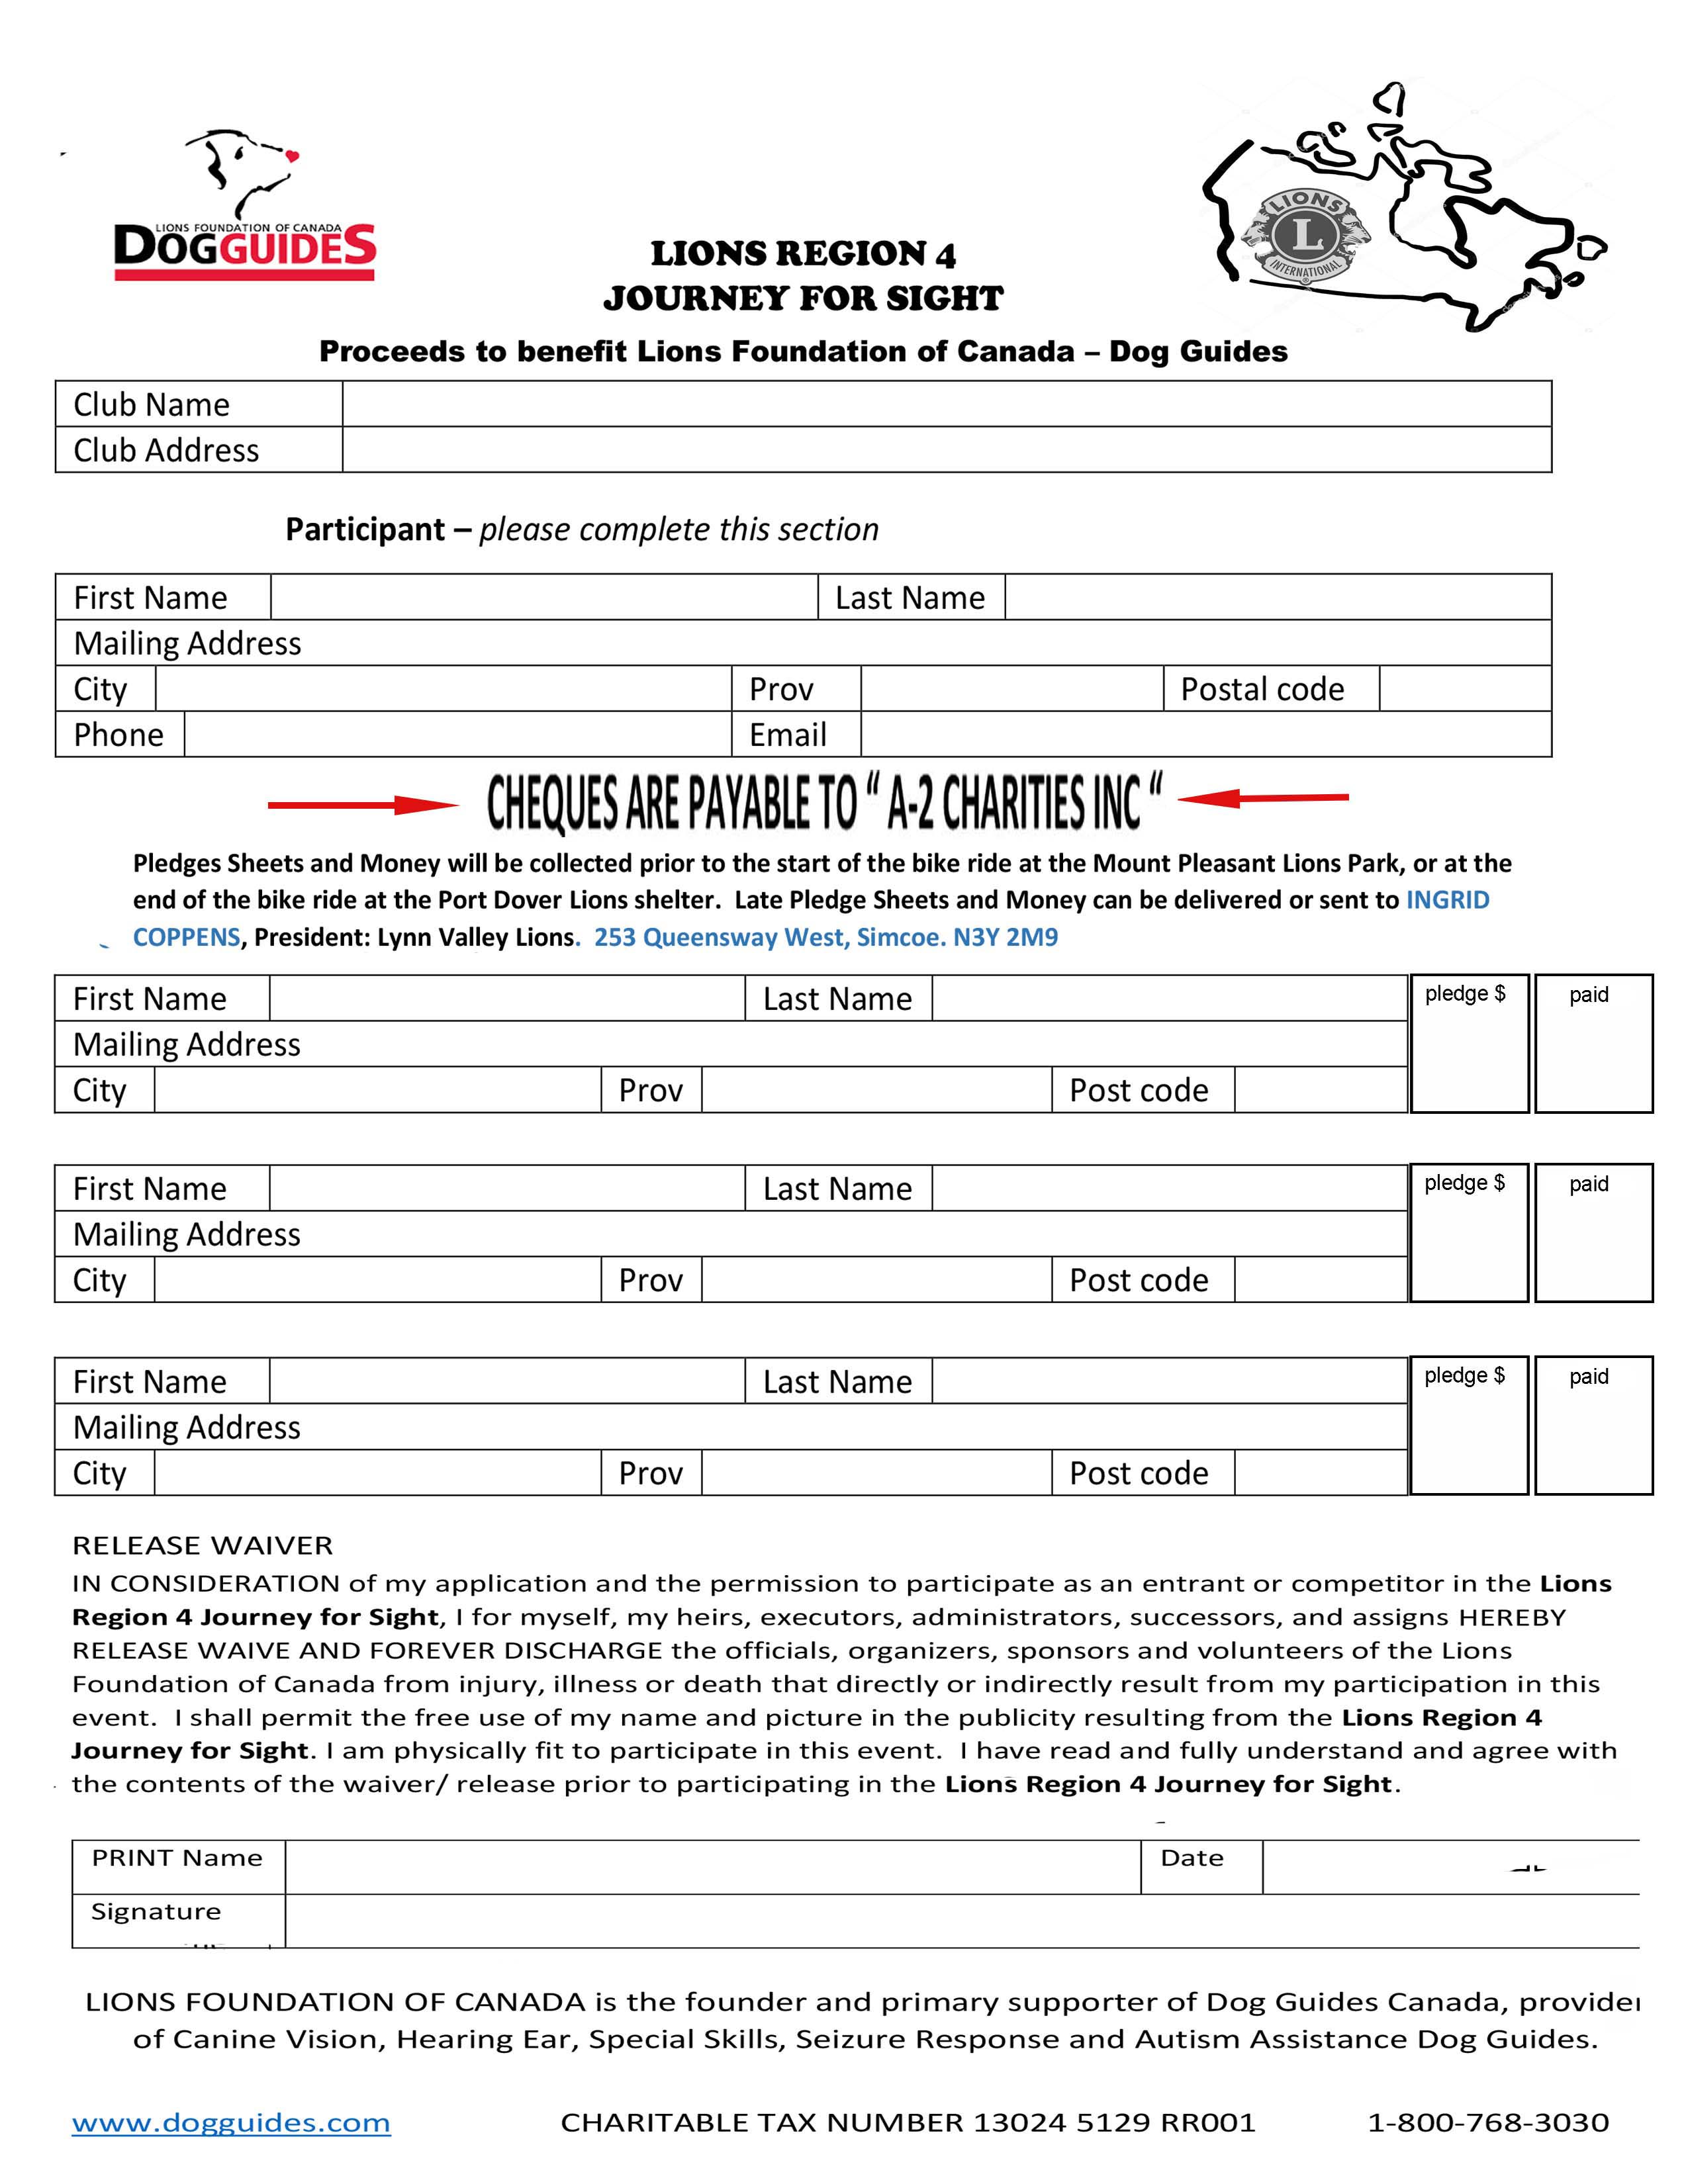 LIONS FOUNDATION OF CANADA
DOGGUIDES
LIONS
L
INTERNATIONAL
®
LIONS REGION 4
JOURNEY FOR SIGHT
Proceeds to benefit Lions Foundation of Canada – Dog Guides
Club Name
Club Address
Participant – please complete this section
First Name Last Name
Mailing Address
City Prov Postal code
Phone Email
CHEQUES ARE PAYABLE TO “ A-2 CHARITIES INC “
Pledges Sheets and Money will be collected prior to the start of the bike ride at the Mount Pleasant Lions Park, or at the
end of the bike ride at the Port Dover Lions shelter. Late Pledge Sheets and Money can be delivered or sent to INGRID
COPPENS, President: Lynn Valley Lions. 253 Queensway West, Simcoe. N3Y 2M9
First Name Last Name pledge $ paid
Mailing Address
City Prov Post code
First Name Last Name pledge $ paid
Mailing Address
City Prov Post code
First Name Last Name pledge $ paid
Mailing Address
City Prov Post code
RELEASE WAIVER
IN CONSIDERATION of my application and the permission to participate as an entrant or competitor in the Lions
Region 4 Journey for Sight, I for myself, my heirs, executors, administrators, successors, and assigns HEREBY
RELEASE WAIVE AND FOREVER DISCHARGE the officials, organizers, sponsors and volunteers of the Lions
Foundation of Canada from injury, illness or death that directly or indirectly result from my participation in this
event. I shall permit the free use of my name and picture in the publicity resulting from the Lions Region 4
Journey for Sight. I am physically fit to participate in this event. I have read and fully understand and agree with
the contents of the waiver/ release prior to participating in the Lions Region 4 Journey for Sight.
PRINT Name Date
Signature
LIONS FOUNDATION OF CANADA is the founder and primary supporter of Dog Guides Canada, provider
of Canine Vision, Hearing Ear, Special Skills, Seizure Response and Autism Assistance Dog Guides.
www.dogguides.com CHARITABLE TAX NUMBER 13024 5129 RR001 1-800-768-3030